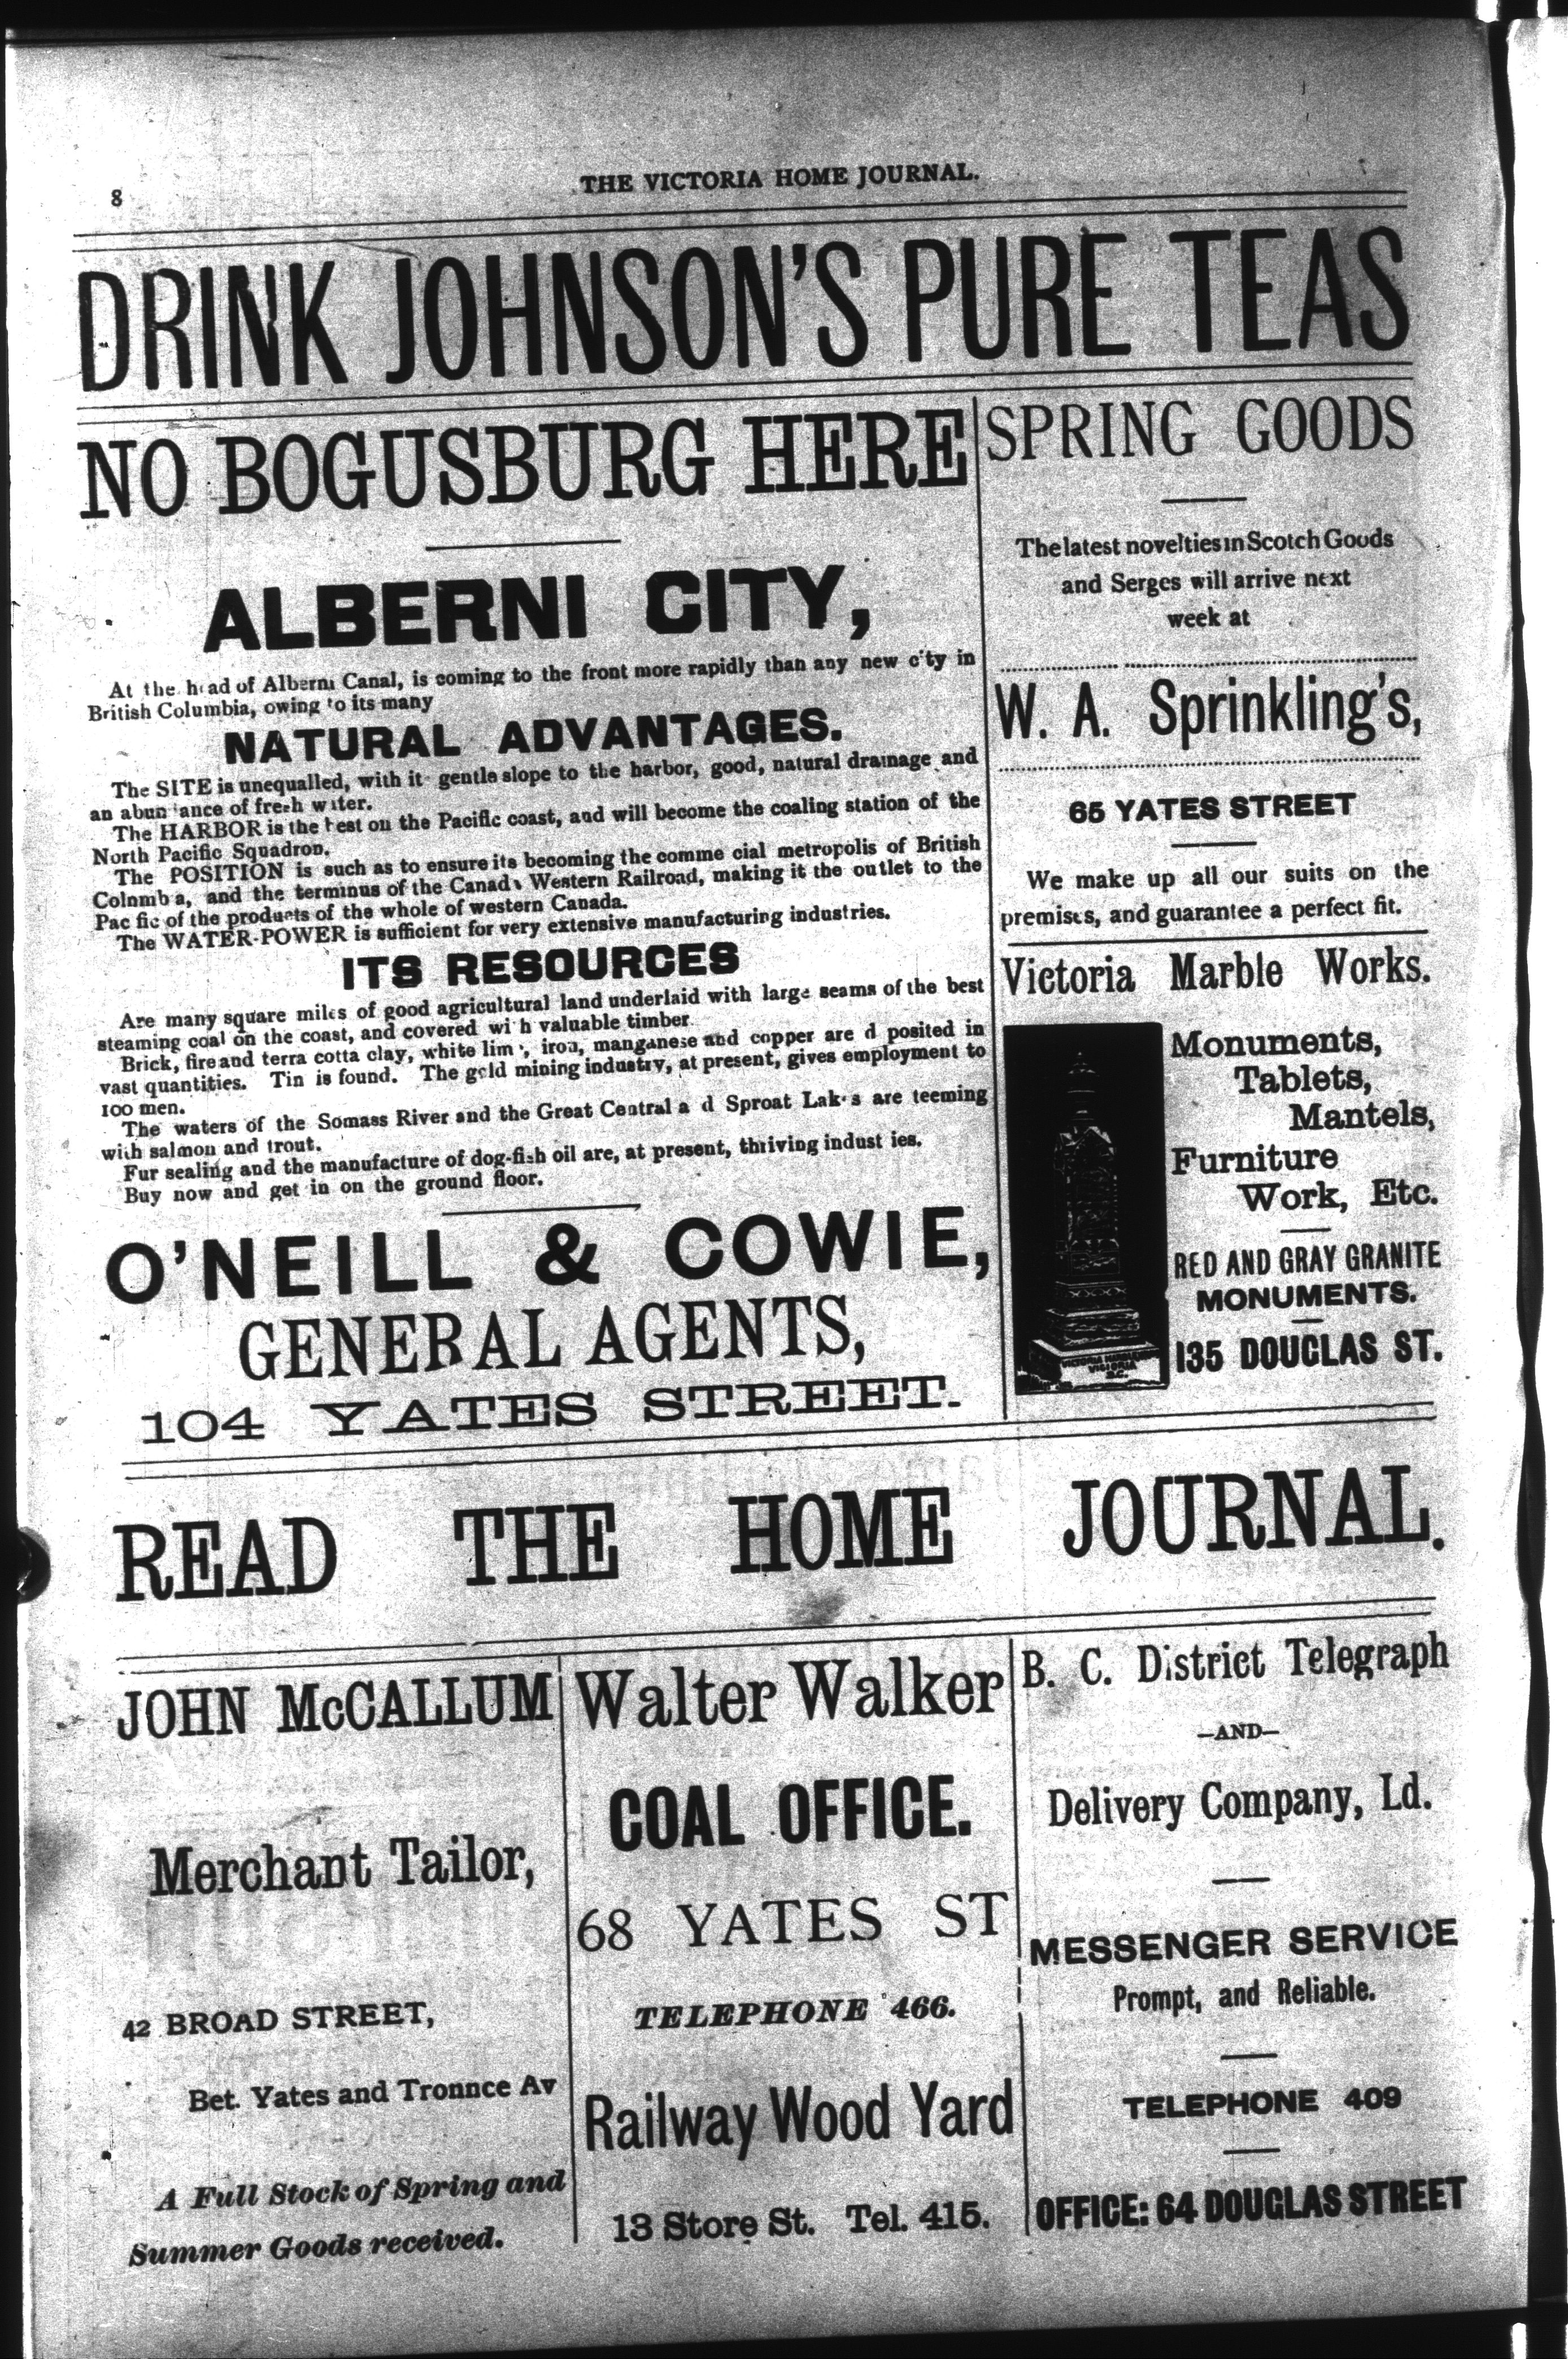 8
THE VICTORIA HOME JOURNAL.
DRINK JOHNSON'S PURE TEAS
NO BOGUSBURG HERE
ALBERNI CITY,
At the head of Alberni Canal, is coming to the front more rapidly than any new city in
British Columbia, owing to its many
NATURAL ADVANTAGES.
The SITE is unequalled, with it gentle slope to the harbor, good, natural drainage and
an abundance of fresh water.
The HARBOR is the best on the Pacific coast, and will become the coaling station of the
North Pacific Squadron.
The POSITION is such as to ensure its becoming the comme cial metropolis of British
Colnmb a, and the terminus of the Canada Western Railroad, making it the outlet to the
Pac fic of the products of the whole of western Canada.
The WATER-POWER is sufficient for very extensive manufacturing industries.
ITS RESOURCES
Are many square miles of good agricultural land underlaid with large seams of the best
steaming coal on the coast, and covered wi h valuable timber
Brick, fire and terra cotta clay, white lime, iron, manganese and copper are d posited in
vast quantities. Tin is found. The gold mining industry, at present, gives employment to
100 men.
The waters of the Somass River and the Great Central a d Sproat Lakes are teeming
with salmon and trout.
Fur sealing and the manufacture of dog-fish oil are, at present, thriving indust ies.
Buy now and get in on the ground floor.
O'NEILL & COWIE,
GENERAL AGENTS,
104 YATES STREET.
SPRING GOODS
The latest novelties in Scotch Goods
and Serges will arrive next
week at
W. A. Sprinkling's,
65 YATES STREET
We make up all our suits on the
premises, and guarantee a perfect fit.
Victoria Marble Works.
Monuments,
Tablets,
Mantels,
Furniture
Work, Etc.
RED AND GRAY GRANITE
MONUMENTS.
135 DOUGLAS ST.
VICTORIA
B.C.
READ THE HOME JOURNAL.
JOHN McCALLUM
Merchant Tailor,
42 BROAD STREET,
Bet. Yates and Tronnce Av
A Full Stock of Spring and
Summer Goods received.
Walter Walker
COAL OFFICE.
68 YATES ST
TELEPHONE 466.
Railway Wood Yard
13 Store St. Tel. 415.
B. C. District Telegraph
—AND—
Delivery Company, Ld.
MESSENGER SERVICE
Prompt, and Reliable.
TELEPHONE 409
OFFICE: 64 DOUGLAS STREET